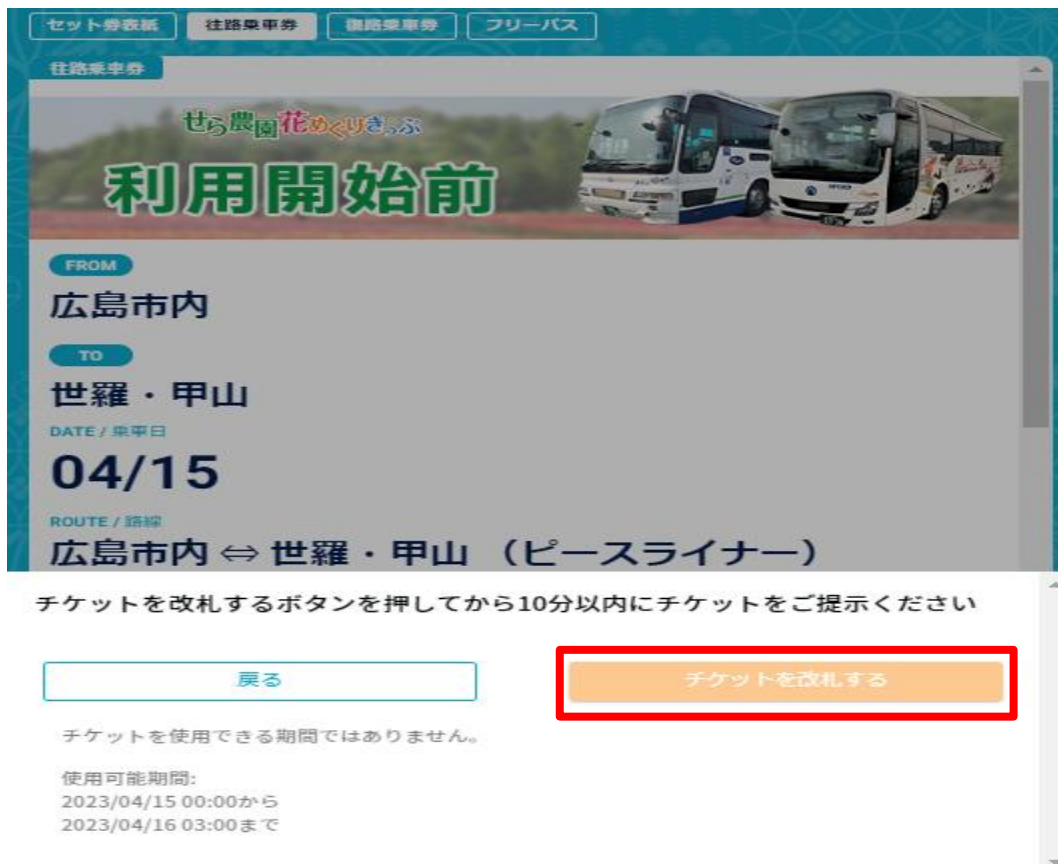 セット券表紙 往路乗車券 復路乗車券 フリーパス
往路乗車券
せら農園花めぐりきっぷ
利用開始前
FROM
広島市内
TO
世羅・甲山
DATE / 乗車日
04/15
ROUTE / 路線
広島市内 ⇔ 世羅・甲山 （ピースライナー）
チケットを改札するボタンを押してから10分以内にチケットをご提示ください
戻る チケットを改札する
チケットを使用できる期間ではありません。
使用可能期間:
2023/04/15 00:00から
2023/04/16 03:00まで